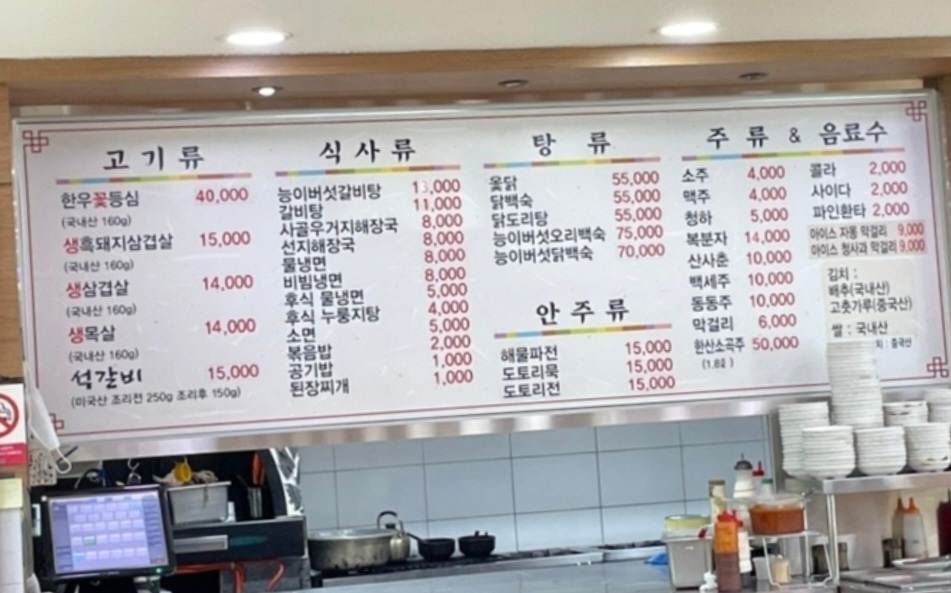 고기류
한우꽃등심 40,000
(국내산 160g)
생흑돼지삼겹살 15,000
(국내산 160g)
생삼겹살 14,000
(국내산 160g)
생목살 14,000
(국내산 160g)
석갈비 15,000
(미국산 조리전 250g 조리후 150g)
식사류
능이버섯갈비탕 13,000
갈비탕 11,000
사골우거지해장국 8,000
선지해장국 8,000
물냉면 8,000
비빔냉면 8,000
후식 물냉면 5,000
후식 누룽지탕 4,000
소면 5,000
볶음밥 2,000
공기밥 1,000
된장찌개 1,000
탕 류
옻닭 55,000
닭백숙 55,000
닭도리탕 55,000
능이버섯오리백숙 75,000
능이버섯닭백숙 70,000
안주류
해물파전 15,000
도토리묵 15,000
도토리전 15,000
주류 & 음료수
소주 4,000
맥주 4,000
청하 5,000
복분자 14,000
산사춘 10,000
백세주 10,000
동동주 10,000
막걸리 6,000
한산소곡주 50,000
(1.8ℓ)
콜라 2,000
사이다 2,000
파인환타 2,000
아이스 자몽 막걸리 9,000
아이스 청사과 막걸리 9,000
김치 :
배추(국내산)
고춧가루(중국산)
쌀 : 국내산
: 중국산